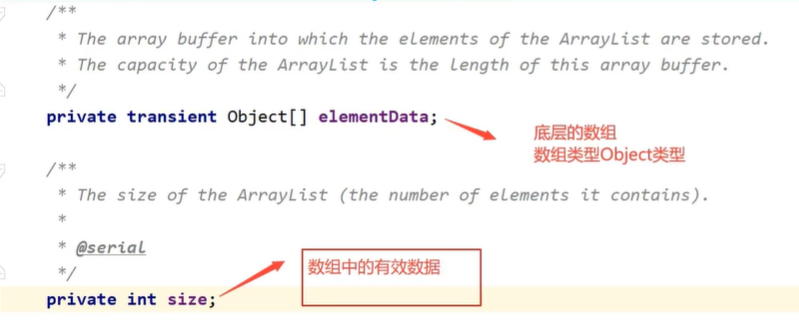 /**
* The array buffer into which the elements of the ArrayList are stored.
* The capacity of the ArrayList is the length of this array buffer.
*/
private transient Object[] elementData;
底层的数组
数组类型Object类型
/**
* The size of the ArrayList (the number of elements it contains).
*
* @serial
*/
数组中的有效数据
private int size;